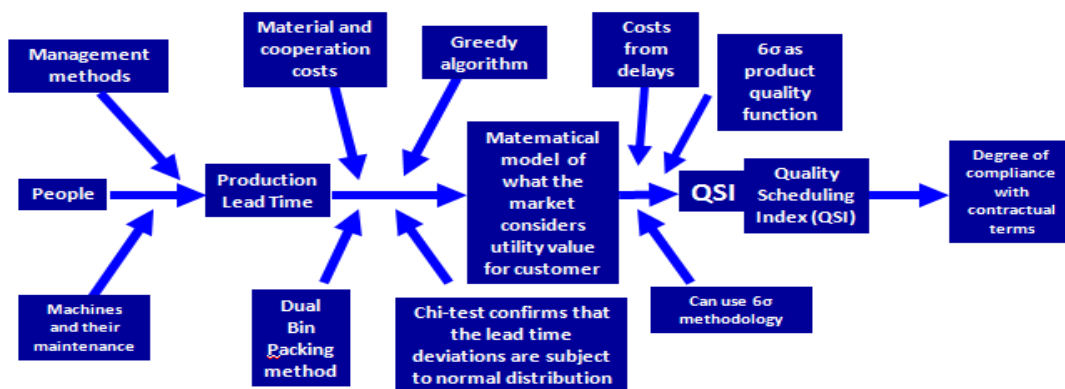 Management
methods
Material and
cooperation
costs
Greedy
algorithm
Costs
from
delays
6σ as
product
quality
function
People
Production
Lead Time
Matematical
model of
what the
market
considers
utility value
for customer
QSI
Quality
Scheduling
Index (QSI)
Degree of
compliance
with
contractual
terms
Machines
and their
maintenance
Dual
Bin
Packing
method
Chi-test confirms that
the lead time
deviations are subject
to normal distribution
Can use 6σ
methodology